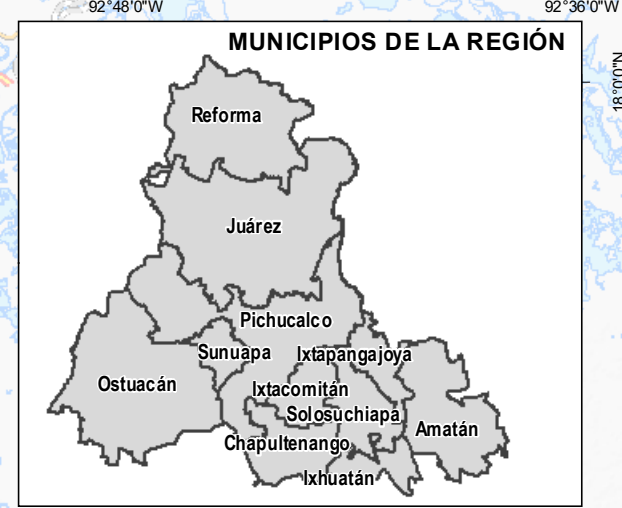 92°48'0"W
92°36'0"W
MUNICIPIOS DE LA REGIÓN
18°0'0"N
Reforma
Juárez
Pichucalco
Sunuapa
Ixtapangajoya
Ostuacán
Ixtacomitán
Solosuchiapa
Amatán
Chapultenango
Ixhuatán